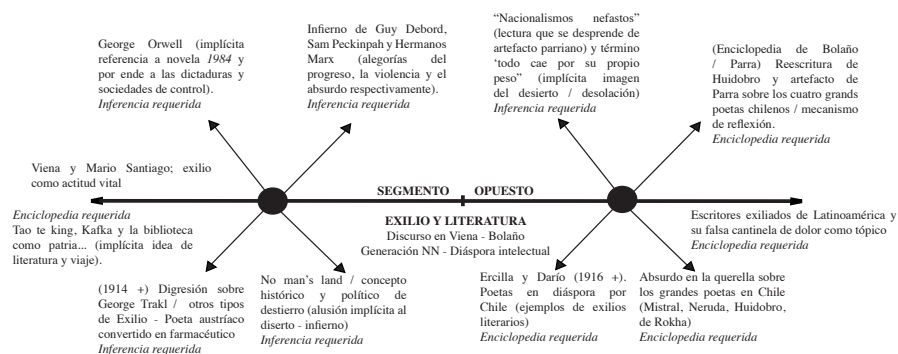 George Orwell (implícita
referencia a novela 1984 y
por ende a las dictaduras y
sociedades de control).
Inferencia requerida
Infierno de Guy Debord,
Sam Peckinpah y Hermanos
Marx (alegorías del
progreso, la violencia y el
absurdo respectivamente).
Inferencia requerida
“Nacionalismos nefastos”
(lectura que se desprende de
artefacto parriano) y término
‘todo cae por su propio
peso” (implícita imagen
del desierto / desolación)
Inferencia requerida
(Enciclopedia de Bolaño
/ Parra) Reescritura de
Huidobro y artefacto de
Parra sobre los cuatro grands
poetas chilenos / mecanismo
de reflexión.
Enciclopedia requerida
Viena y Mario Santiago; exilio
como actitud vital
Enciclopedia requerida
Tao te king, Kafka y la biblioteca
como patria... (implícita idea de
literatura y viaje).
SEGMENTO OPUESTO
EXILIO Y LITERATURA
Discurso en Viena - Bolaño
Generación NN - Diáspora intelectual
Escritores exiliados de Latinoamérica y
su falsa cantinela de dolor como tópico
Enciclopedia requerida
(1914 +) Digresión sobre
George Trakl / otros tipos
de Exilio - Poeta austríaco
convertido en farmacéutico
Inferencia requerida
No man’s land / concepto
histórico y político de
destierro (alusión implícita al
diserto - infierno)
Inferencia requerida
Ercilla y Darío (1916 +).
Poetas en diáspora por
Chile (ejemplos de exilios
literarios)
Enciclopedia requerida
Absurdo en la querella sobre
los grandes poetas en Chile
(Mistral, Neruda, Huidobro,
de Rokha)
Enciclopedia requerida